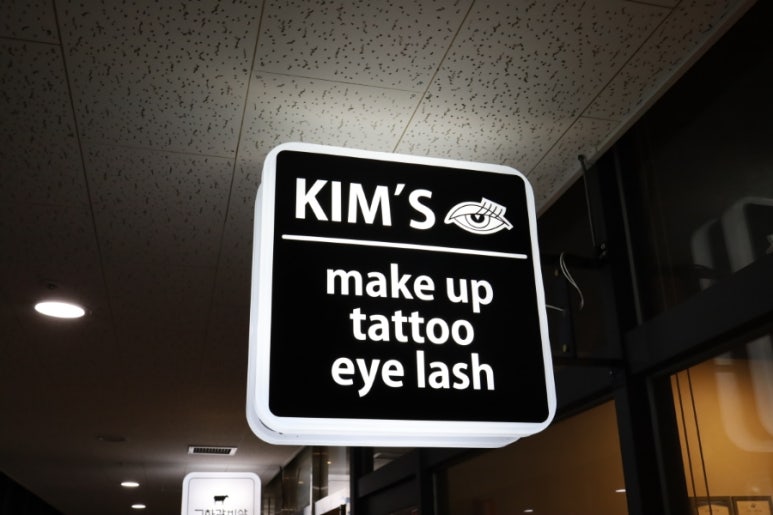 KIM'S
make up
tattoo
eye lash